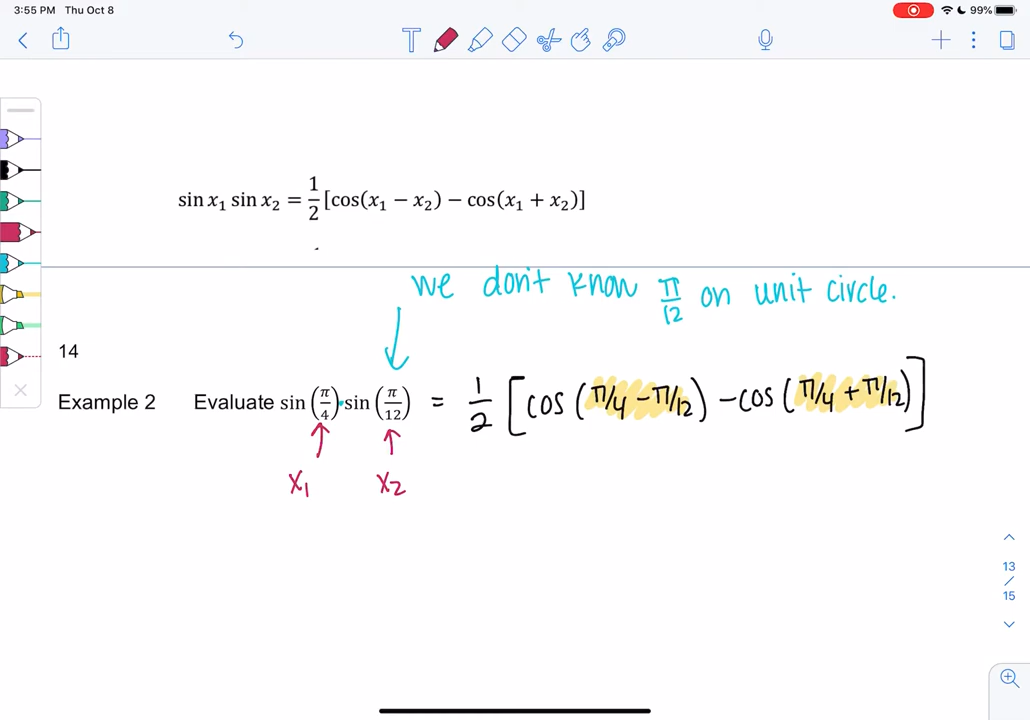 3:55 PM Thu Oct 8
99%
sin x₁ sin x₂ = 1/2 [cos(x₁ − x₂) − cos(x₁ + x₂)]
we don't know π/12 on unit circle.
14
Example 2 Evaluate sin (π/4) · sin (π/12) = 1/2 [cos (π/4 − π/12) − cos (π/4 + π/12)]
x₁ x₂
13
/
15